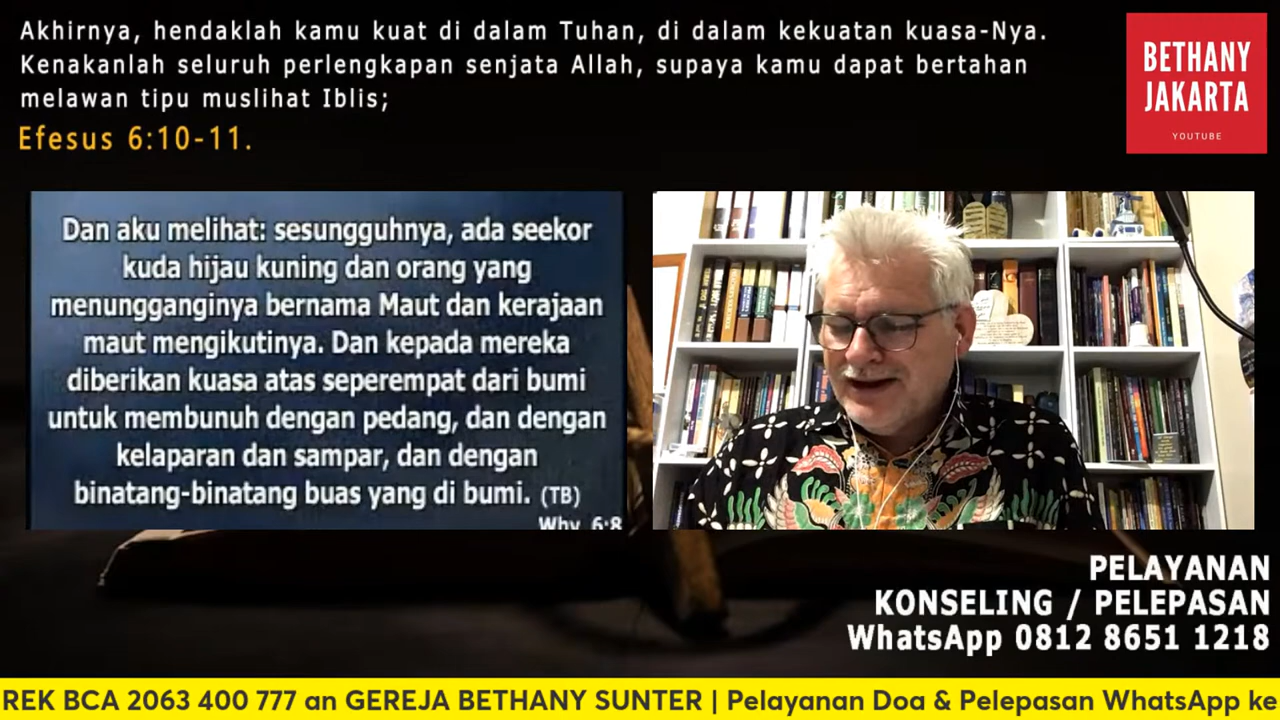 Akhirnya, hendaklah kamu kuat di dalam Tuhan, di dalam kekuatan kuasa-Nya.
Kenakanlah seluruh perlengkapan senjata Allah, supaya kamu dapat bertahan
melawan tipu muslihat Iblis;
Efesus 6:10-11.
BETHANY
JAKARTA
YOUTUBE
Dan aku melihat: sesungguhnya, ada seekor
kuda hijau kuning dan orang yang
menungganginya bernama Maut dan kerajaan
maut mengikutinya. Dan kepada mereka
diberikan kuasa atas seperempat dari bumi
untuk membunuh dengan pedang, dan dengan
kelaparan dan sampar, dan dengan
binatang-binatang buas yang di bumi. (TB)
Why 6:8
PELAYANAN
KONSELING / PELEPASAN
WhatsApp 0812 8651 1218
REK BCA 2063 400 777 an GEREJA BETHANY SUNTER | Pelayanan Doa & Pelepasan WhatsApp ke